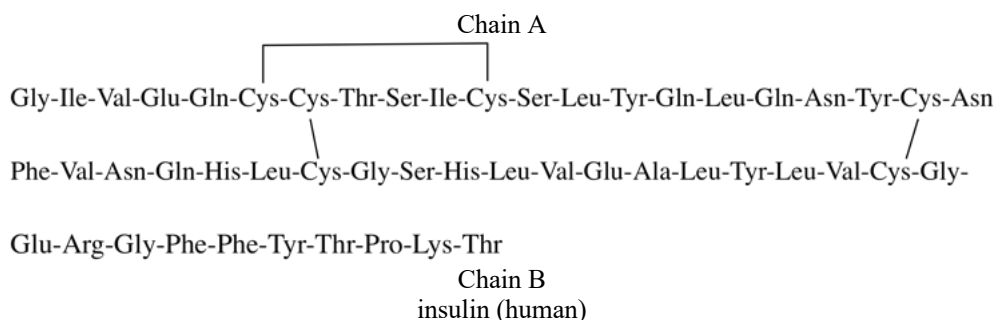 Chain A
Gly-Ile-Val-Glu-Gln-Cys-Cys-Thr-Ser-Ile-Cys-Ser-Leu-Tyr-Gln-Leu-Gln-Asn-Tyr-Cys-Asn
Phe-Val-Asn-Gln-His-Leu-Cys-Gly-Ser-His-Leu-Val-Glu-Ala-Leu-Tyr-Leu-Val-Cys-Gly-
Glu-Arg-Gly-Phe-Phe-Tyr-Thr-Pro-Lys-Thr
Chain B
insulin (human)